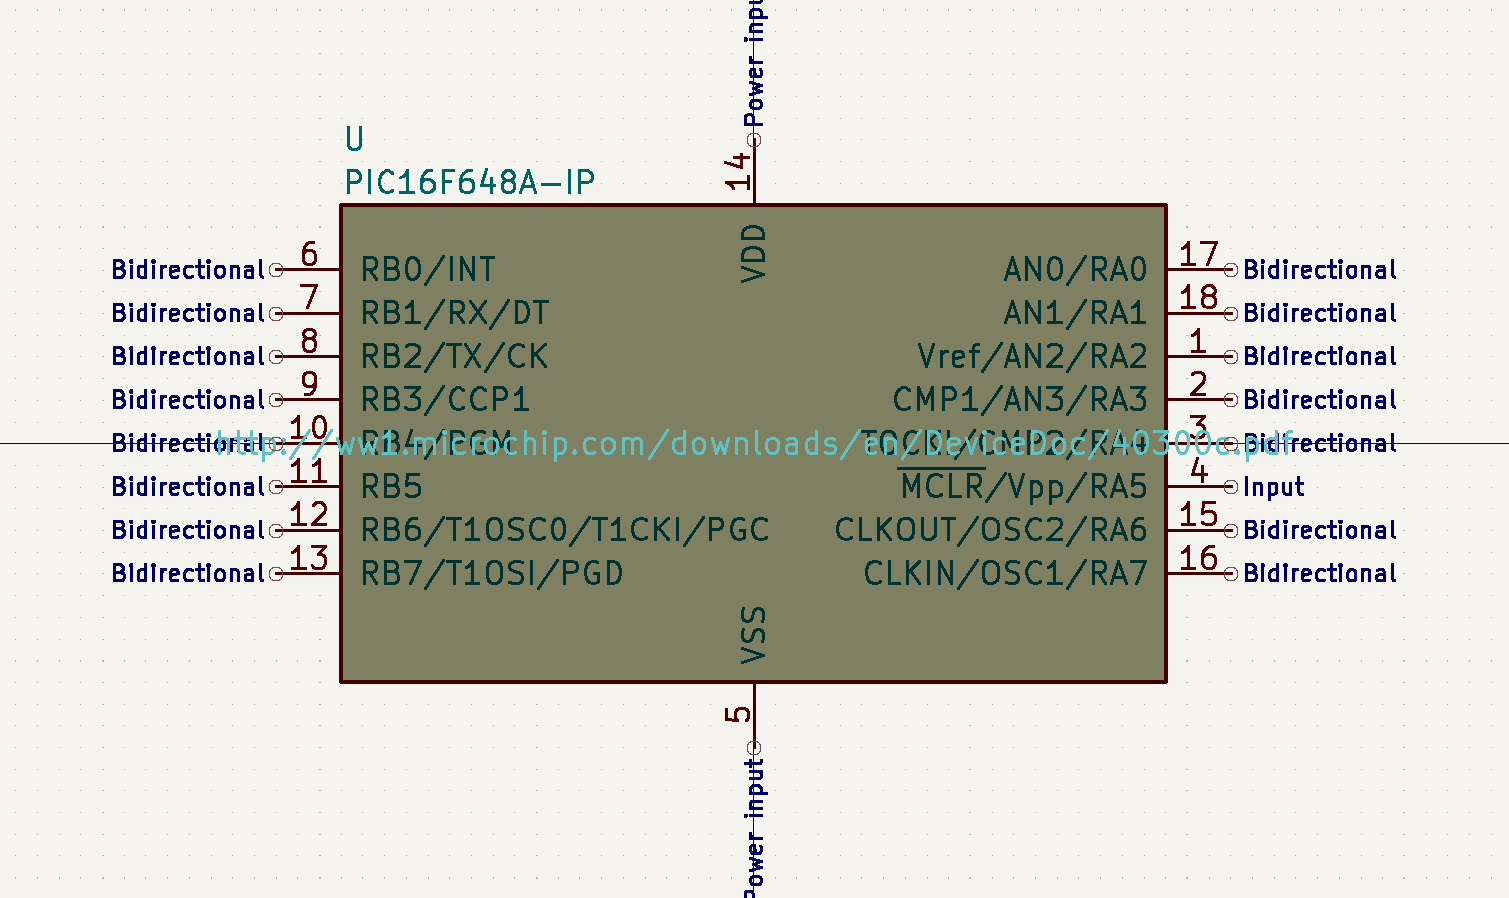 Power input
14
U
PIC16F648A-IP
VDD
Bidirectional 6 RB0/INT AN0/RA0 17 Bidirectional
Bidirectional 7 RB1/RX/DT AN1/RA1 18 Bidirectional
Bidirectional 8 RB2/TX/CK Vref/AN2/RA2 1 Bidirectional
Bidirectional 9 RB3/CCP1 CMP1/AN3/RA3 2 Bidirectional
Bidirectional 10 RB4/PGM /CMP2/RA4 3 Bidirectional
http://ww1.microchip.com/downloads/en/DeviceDoc/40300c.pdf
Bidirectional 11 RB5 MCLR/Vpp/RA5 4 Input
Bidirectional 12 RB6/T1OSC0/T1CKI/PGC CLKOUT/OSC2/RA6 15 Bidirectional
Bidirectional 13 RB7/T1OSI/PGD CLKIN/OSC1/RA7 16 Bidirectional
VSS
5
Power input